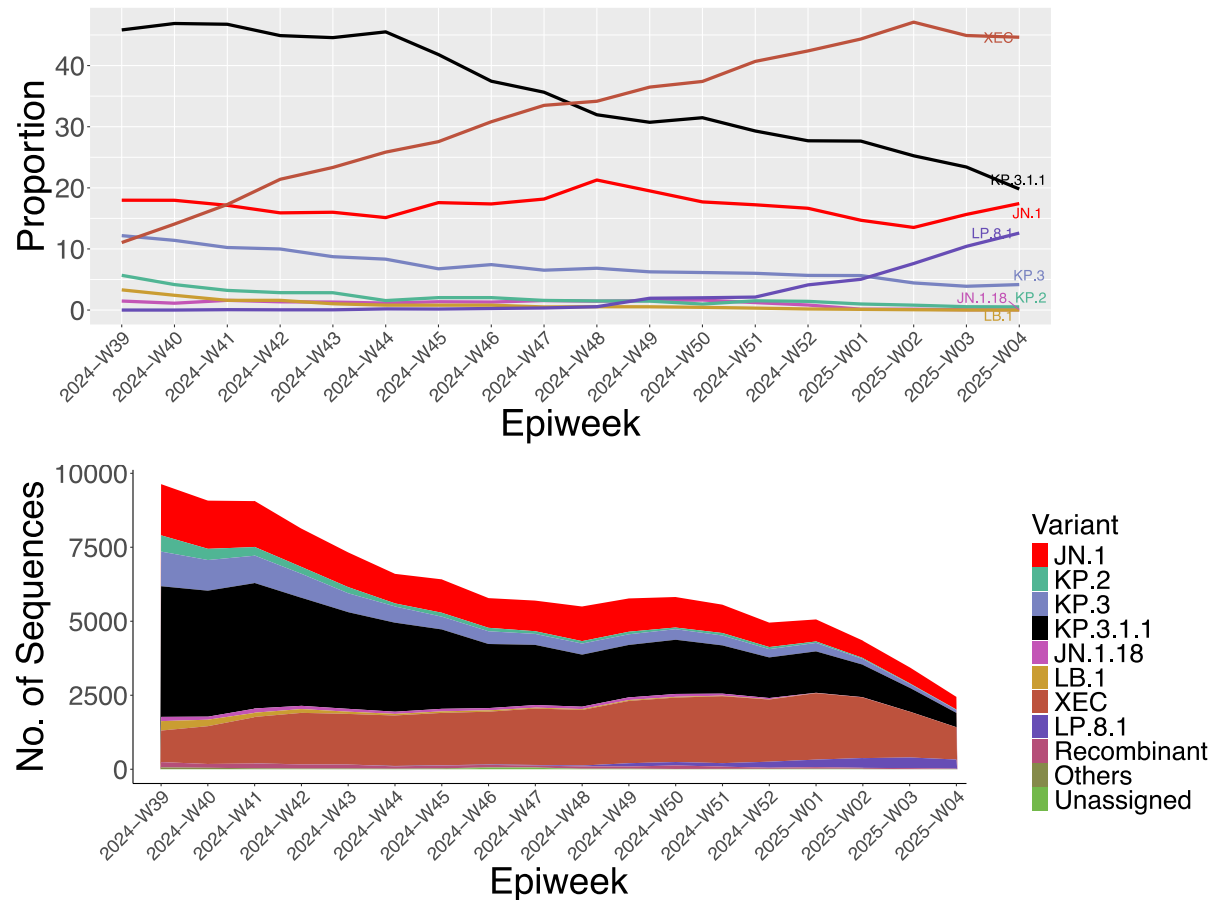 Proportion
40
30
20
10
0
XEC
KP.3.1.1
JN.1
LP.8.1
KP.3
JN.1.18
KP.2
LB.1
2024−W39
2024−W40
2024−W41
2024−W42
2024−W43
2024−W44
2024−W45
2024−W46
2024−W47
2024−W48
2024−W49
2024−W50
2024−W51
2024−W52
2025−W01
2025−W02
2025−W03
2025−W04
Epiweek
No. of Sequences
10000
7500
5000
2500
0
2024−W39
2024−W40
2024−W41
2024−W42
2024−W43
2024−W44
2024−W45
2024−W46
2024−W47
2024−W48
2024−W49
2024−W50
2024−W51
2024−W52
2025−W01
2025−W02
2025−W03
2025−W04
Epiweek
Variant
JN.1
KP.2
KP.3
KP.3.1.1
JN.1.18
LB.1
XEC
LP.8.1
Recombinant
Others
Unassigned